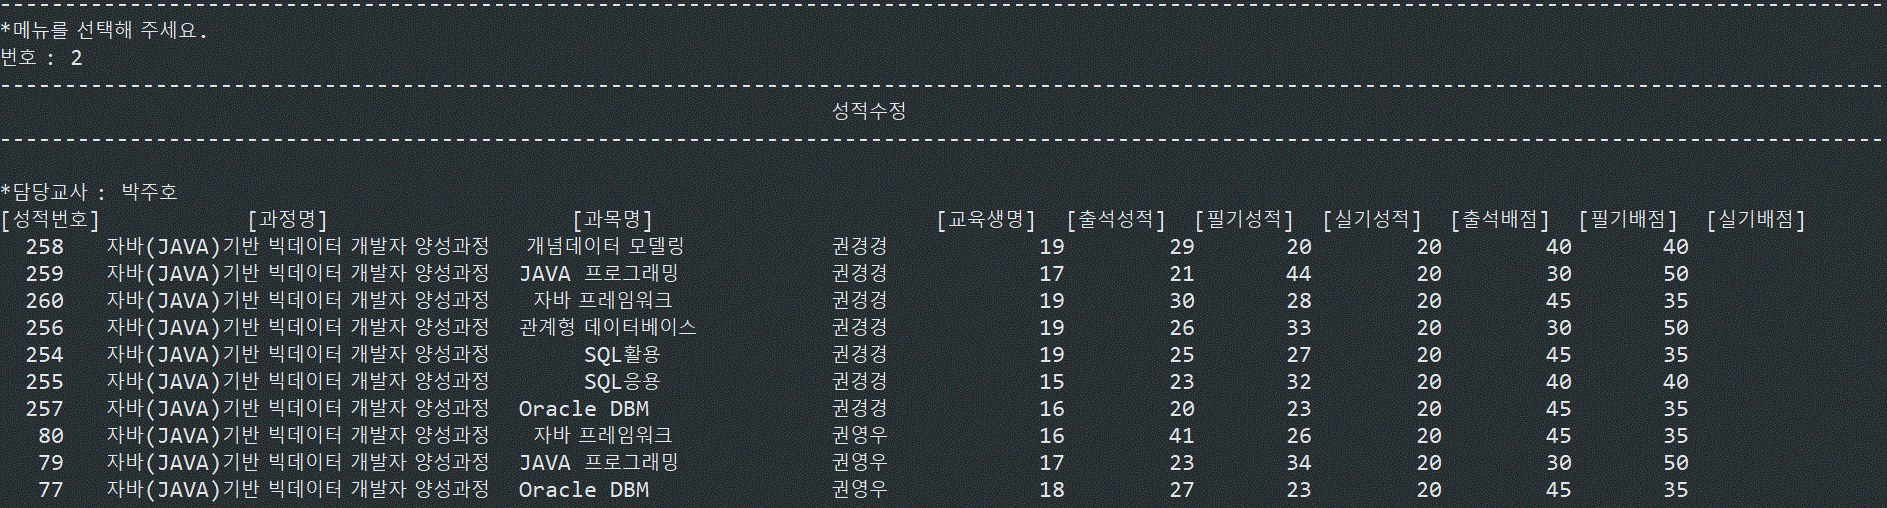 ----------------------------------------------------------------------------------------------------------------------------------------------------
*메뉴를 선택해 주세요.
번호 : 2
----------------------------------------------------------------------------------------------------------------------------------------------------
성적수정
----------------------------------------------------------------------------------------------------------------------------------------------------
*담당교사 : 박주호
[성적번호] [과정명] [과목명] [교육생명] [출석성적] [필기성적] [실기성적] [출석배점] [필기배점] [실기배점]
258 자바(JAVA)기반 빅데이터 개발자 양성과정 개념데이터 모델링 권경경 19 29 20 20 40 40
259 자바(JAVA)기반 빅데이터 개발자 양성과정 JAVA 프로그래밍 권경경 17 21 44 20 30 50
260 자바(JAVA)기반 빅데이터 개발자 양성과정 자바 프레임워크 권경경 19 30 28 20 45 35
256 자바(JAVA)기반 빅데이터 개발자 양성과정 관계형 데이터베이스 권경경 19 26 33 20 30 50
254 자바(JAVA)기반 빅데이터 개발자 양성과정 SQL활용 권경경 19 25 27 20 45 35
255 자바(JAVA)기반 빅데이터 개발자 양성과정 SQL응용 권경경 15 23 32 20 40 40
257 자바(JAVA)기반 빅데이터 개발자 양성과정 Oracle DBM 권경경 16 20 23 20 45 35
80 자바(JAVA)기반 빅데이터 개발자 양성과정 자바 프레임워크 권영우 16 41 26 20 45 35
79 자바(JAVA)기반 빅데이터 개발자 양성과정 JAVA 프로그래밍 권영우 17 23 34 20 30 50
77 자바(JAVA)기반 빅데이터 개발자 양성과정 Oracle DBM 권영우 18 27 23 20 45 35